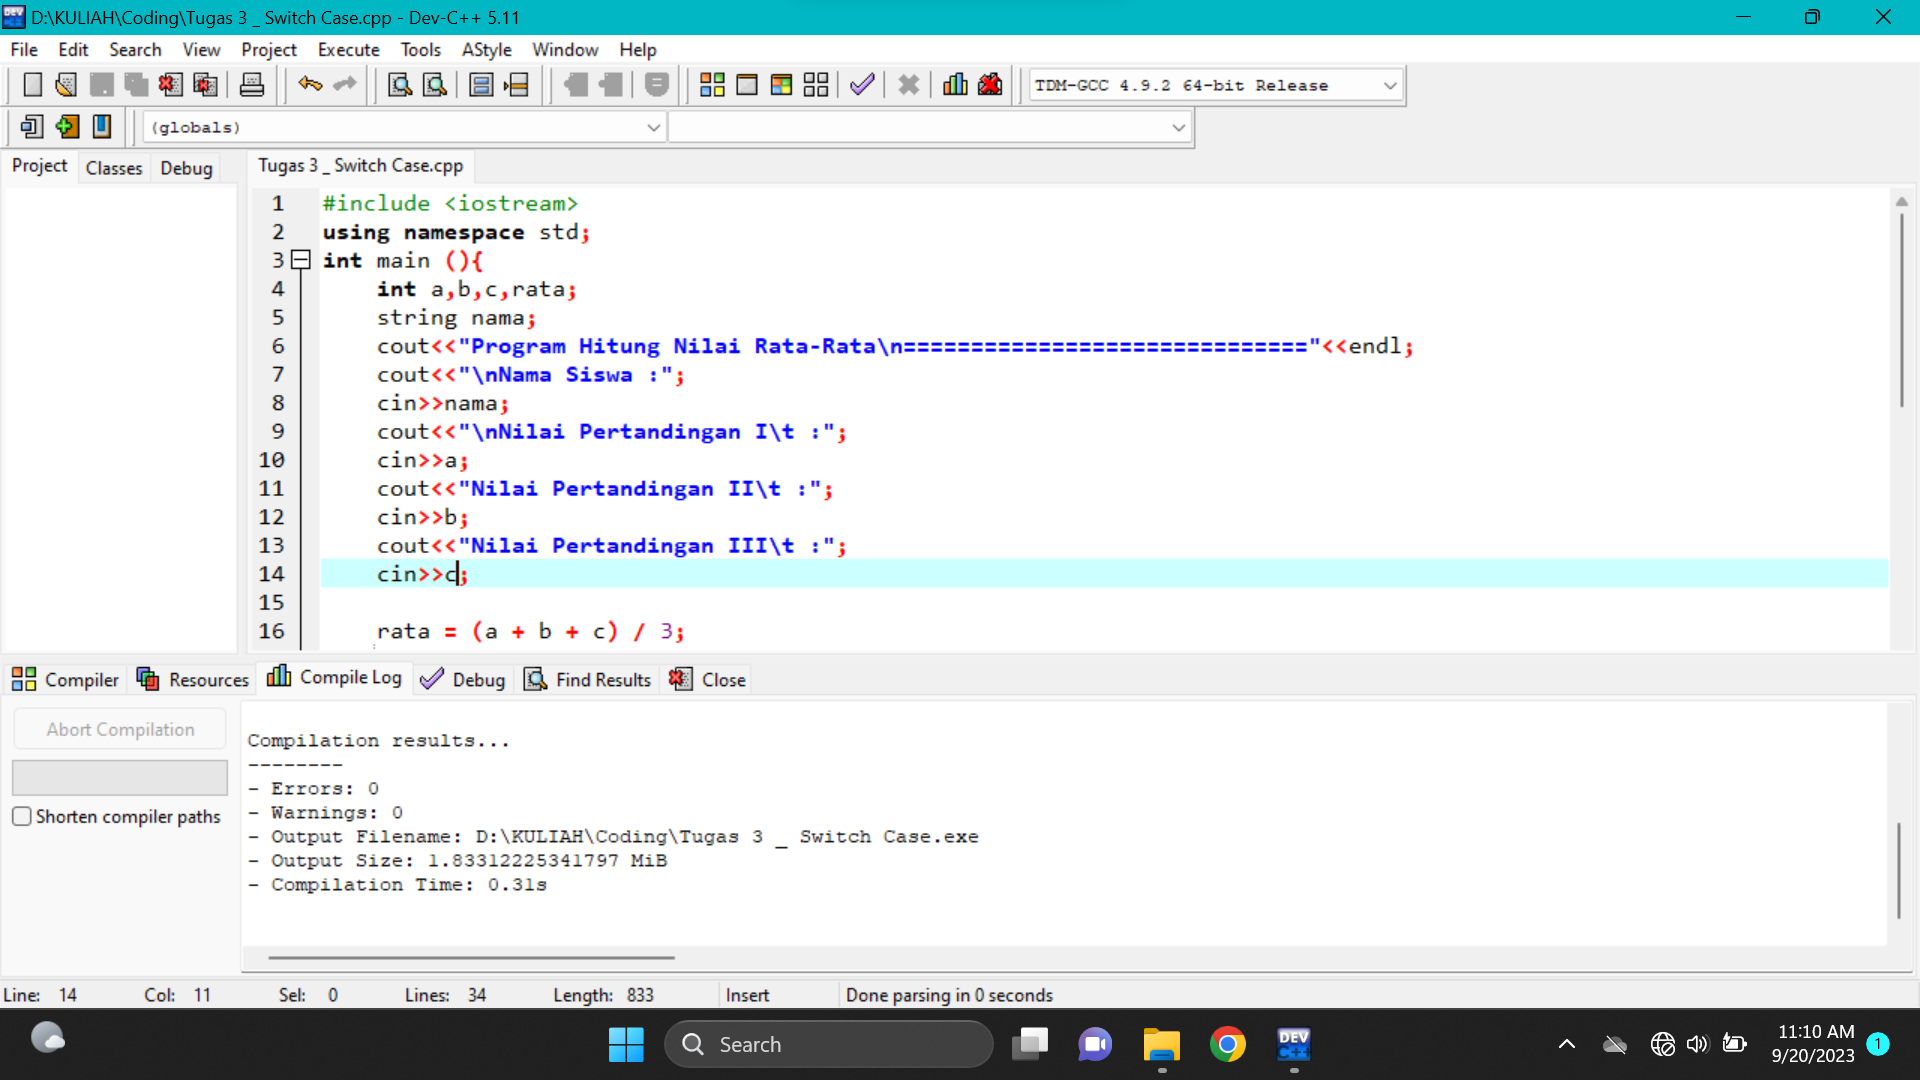 D:\KULIAH\Coding\Tugas 3 _ Switch Case.cpp - Dev-C++ 5.11
File Edit Search View Project Execute Tools AStyle Window Help
TDM-GCC 4.9.2 64-bit Release
(globals)
Project Classes Debug
Tugas 3 _ Switch Case.cpp
1 #include <iostream>
2 using namespace std;
3 int main (){
4 int a,b,c,rata;
5 string nama;
6 cout<<"Program Hitung Nilai Rata-Rata\n=============================="<<endl;
7 cout<<"\nNama Siswa :";
8 cin>>nama;
9 cout<<"\nNilai Pertandingan I\t :";
10 cin>>a;
11 cout<<"Nilai Pertandingan II\t :";
12 cin>>b;
13 cout<<"Nilai Pertandingan III\t :";
14 cin>>c;
15
16 rata = (a + b + c) / 3;
Compiler Resources Compile Log Debug Find Results Close
Abort Compilation
Shorten compiler paths
Compilation results...
--------
- Errors: 0
- Warnings: 0
- Output Filename: D:\KULIAH\Coding\Tugas 3 _ Switch Case.exe
- Output Size: 1.83312225341797 MiB
- Compilation Time: 0.31s
Line: 14 Col: 11 Sel: 0 Lines: 34 Length: 833 Insert Done parsing in 0 seconds
Search
DEV
C++
11:10 AM
9/20/2023
1